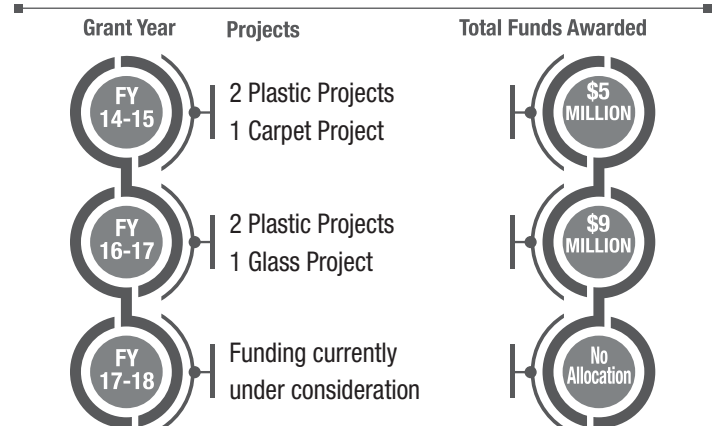 Grant Year Projects Total Funds Awarded
FY
14-15
2 Plastic Projects
1 Carpet Project
$5
MILLION
FY
16-17
2 Plastic Projects
1 Glass Project
$9
MILLION
FY
17-18
Funding currently
under consideration
No
Allocation